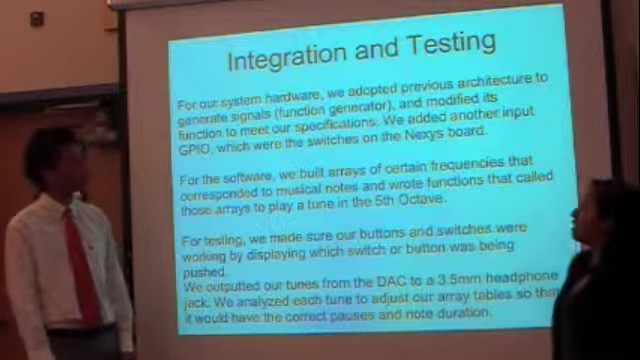 Integration and Testing
For our system hardware, we adopted previous architecture to
generate signals (function generator), and modified its
function to meet our specifications. We added another input
GPIO, which were the switches on the Nexys board.
For the software, we built arrays of certain frequencies that
corresponded to musical notes and wrote functions that called
those arrays to play a tune in the 5th Octave.
For testing, we made sure our buttons and switches were
working by displaying which switch or button was being
pushed.
We outputted our tunes from the DAC to a 3.5mm headphone
jack. We analyzed each tune to adjust our array tables so that
it would have the correct pauses and note duration.